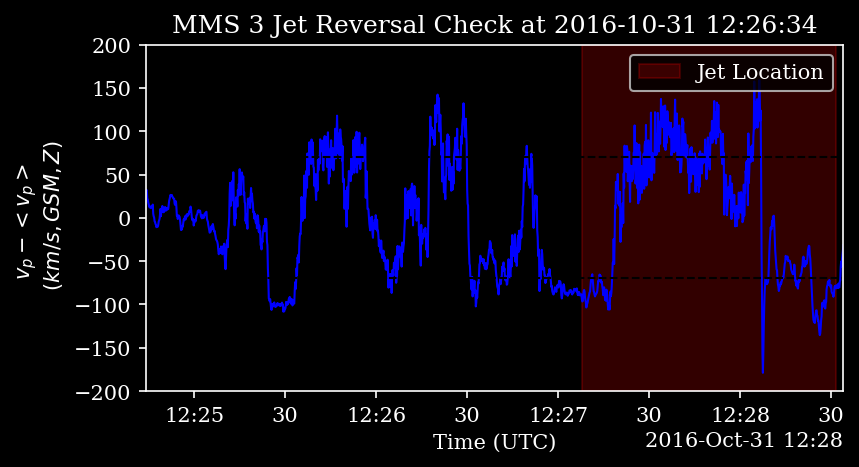 MMS 3 Jet Reversal Check at 2016-10-31 12:26:34
200
150
100
50
0
−50
−100
−150
−200
v_p − < v_p >
(km/s, GSM, Z)
Jet Location
12:25 30 12:26 30 12:27 30 12:28 30
Time (UTC)
2016-Oct-31 12:28